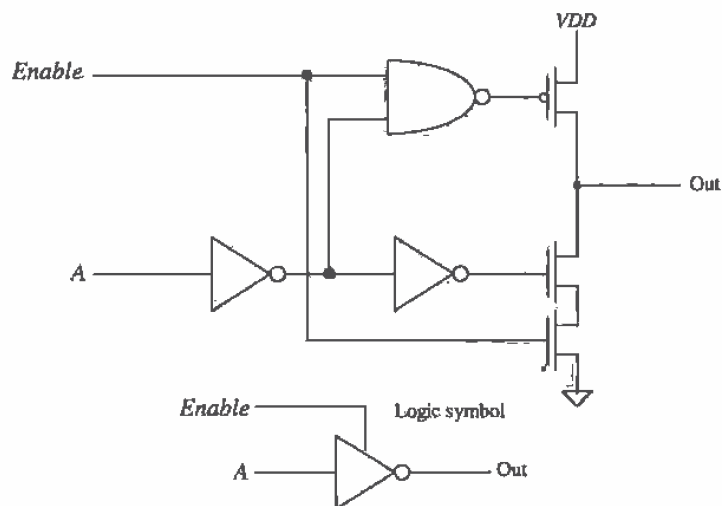 VDD
Enable
Out
A
Enable
Logic symbol
A
Out